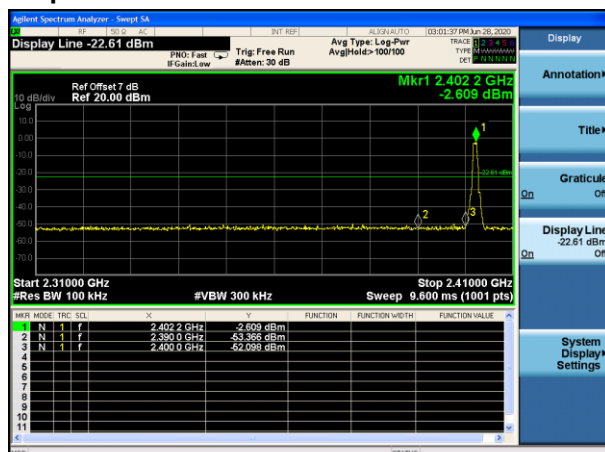 Agilent Spectrum Analyzer - Swept SA
RF 50 Ω AC INT REF ALIGNAUTO 03:01:37 PM Jun 28, 2020
Display Line -22.61 dBm
PNO: Fast
IFGain:Low
Trig: Free Run
#Atten: 30 dB
Avg Type: Log-Pwr
Avg|Hold:>100/100
TRACE 1 2 3 4 5 6
TYPE M
DET P N N N N N
Display
Ref Offset 7 dB
Ref 20.00 dBm
Mkr1 2.402 2 GHz
-2.609 dBm
10 dB/div
Log
10.0
0.00
-10.0
-20.0
-30.0
-40.0
-50.0
-60.0
-70.0
1
-22.61 dBm
2
3
Start 2.31000 GHz
Stop 2.41000 GHz
#Res BW 100 kHz
#VBW 300 kHz
Sweep 9.600 ms (1001 pts)
MKR MODE TRC SCL X Y FUNCTION FUNCTION WIDTH FUNCTION VALUE
1 N 1 f 2.402 2 GHz -2.609 dBm
2 N 1 f 2.390 0 GHz -53.366 dBm
3 N 1 f 2.400 0 GHz -52.098 dBm
4
5
6
7
8
9
10
11
Annotation
Title
Graticule
On Off
Display Line
-22.61 dBm
On Off
System
Display
Settings